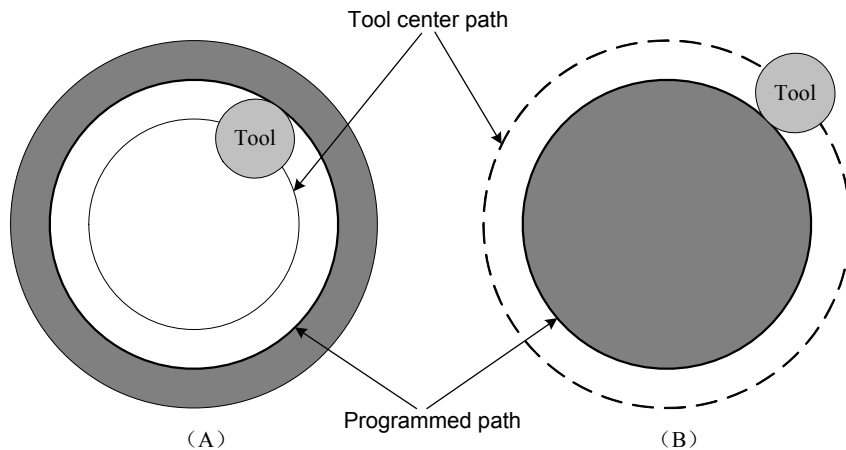 Tool center path
Tool
Tool
Programmed path
（A）
（B）